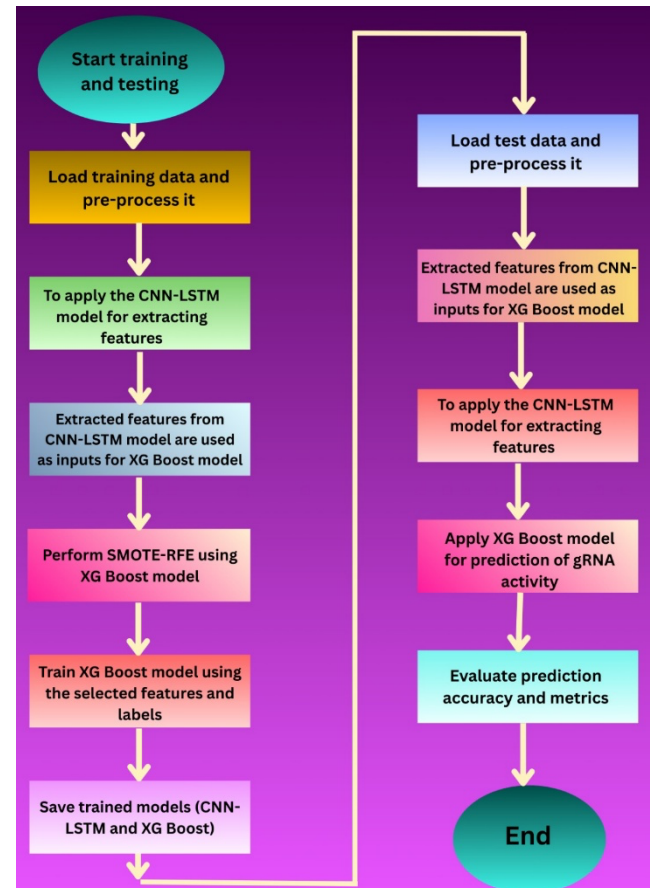 Start training
and testing
Load training data and
pre-process it
To apply the CNN-LSTM
model for extracting
features
Extracted features from
CNN-LSTM model are used
as inputs for XG Boost model
Perform SMOTE-RFE using
XG Boost model
Train XG Boost model using
the selected features and
labels
Save trained models (CNN-
LSTM and XG Boost)
Load test data and
pre-process it
Extracted features from CNN-
LSTM model are used as
inputs for XG Boost model
To apply the CNN-LSTM
model for extracting
features
Apply XG Boost model
for prediction of gRNA
activity
Evaluate prediction
accuracy and metrics
End